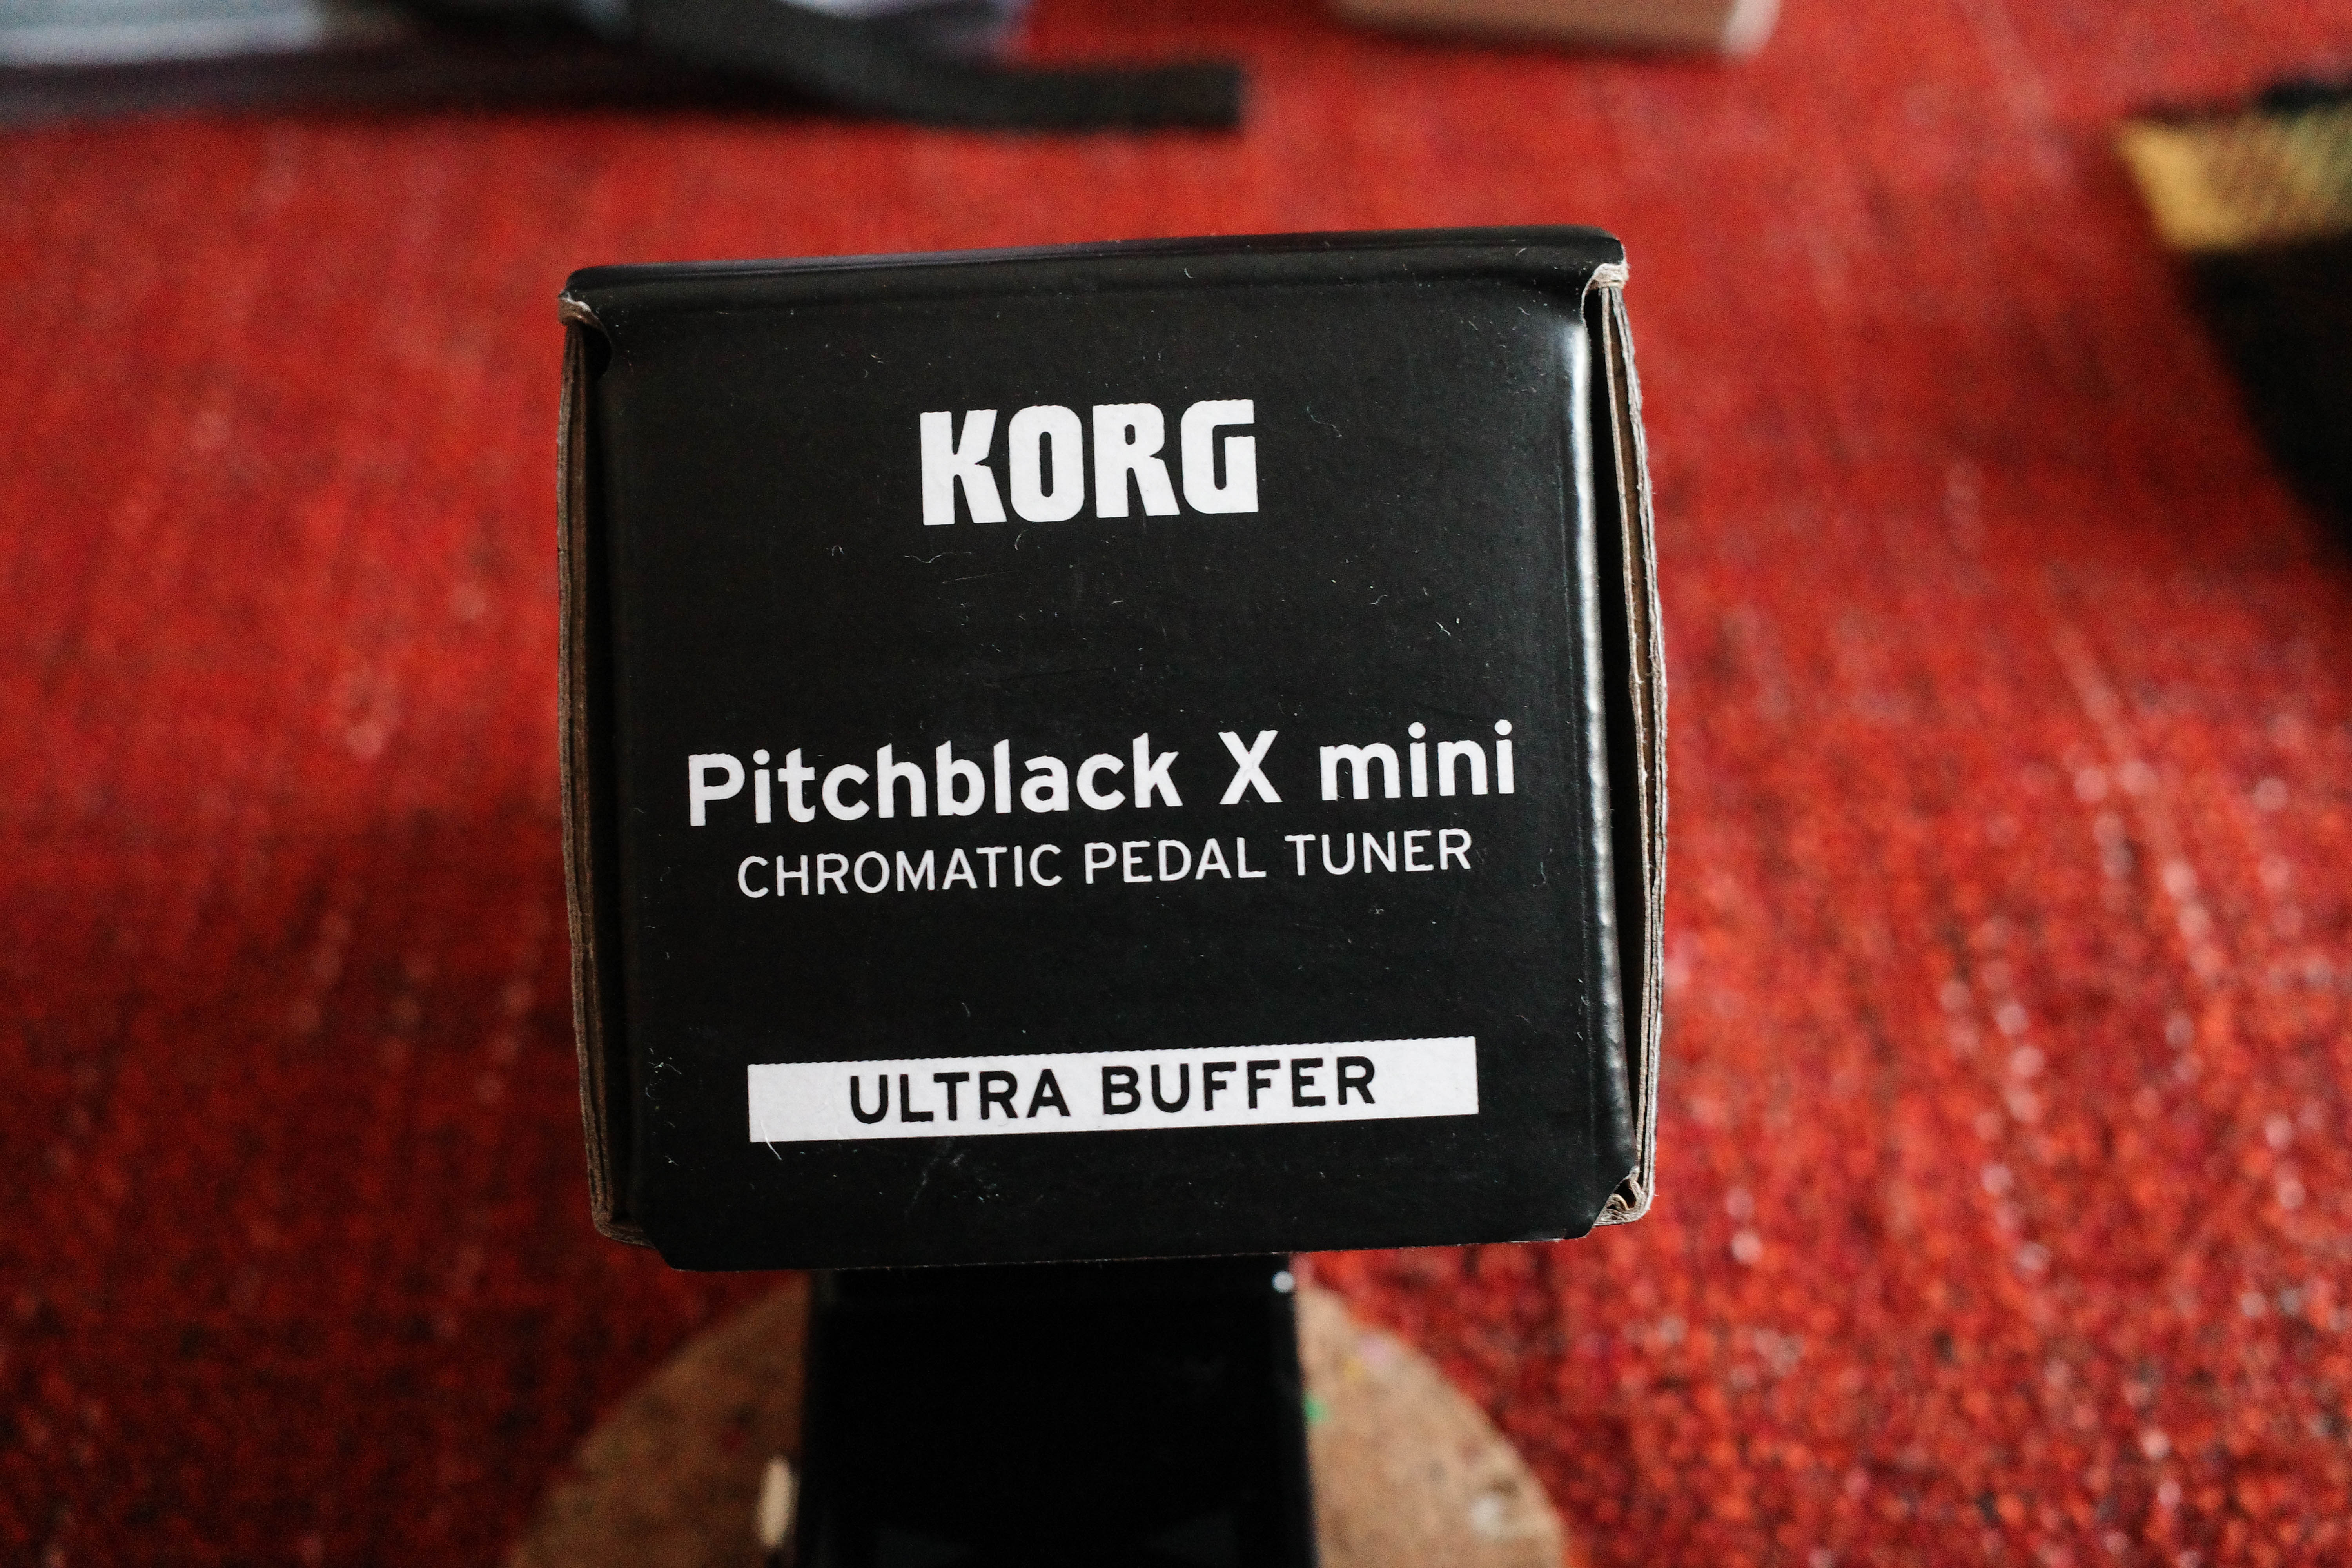 KORG
Pitchblack X mini
CHROMATIC PEDAL TUNER
ULTRA BUFFER